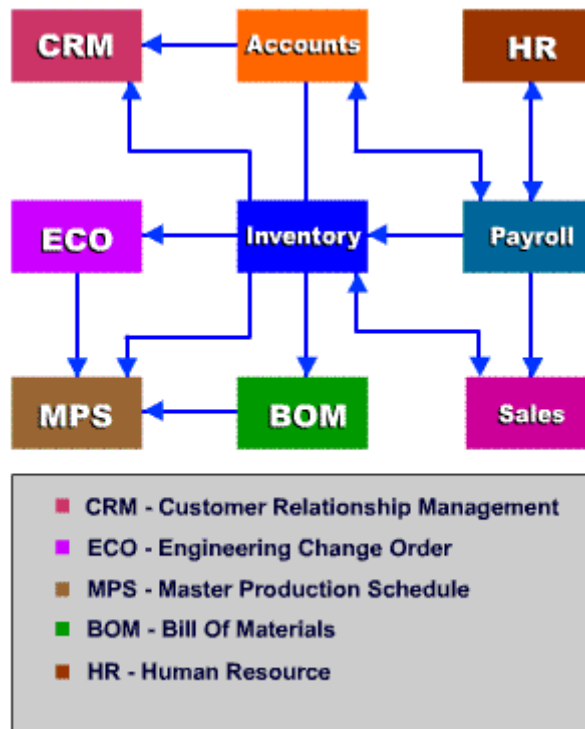 CRM
Accounts
HR
ECO
Inventory
Payroll
MPS
BOM
Sales
CRM - Customer Relationship Management
ECO - Engineering Change Order
MPS - Master Production Schedule
BOM - Bill Of Materials
HR - Human Resource